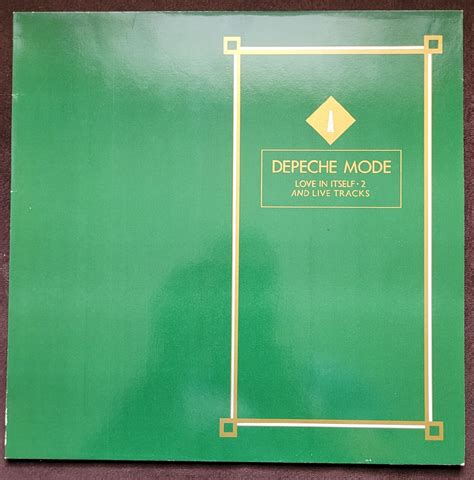 DEPECHE MODE
LOVE IN ITSELF · 2
AND LIVE TRACKS